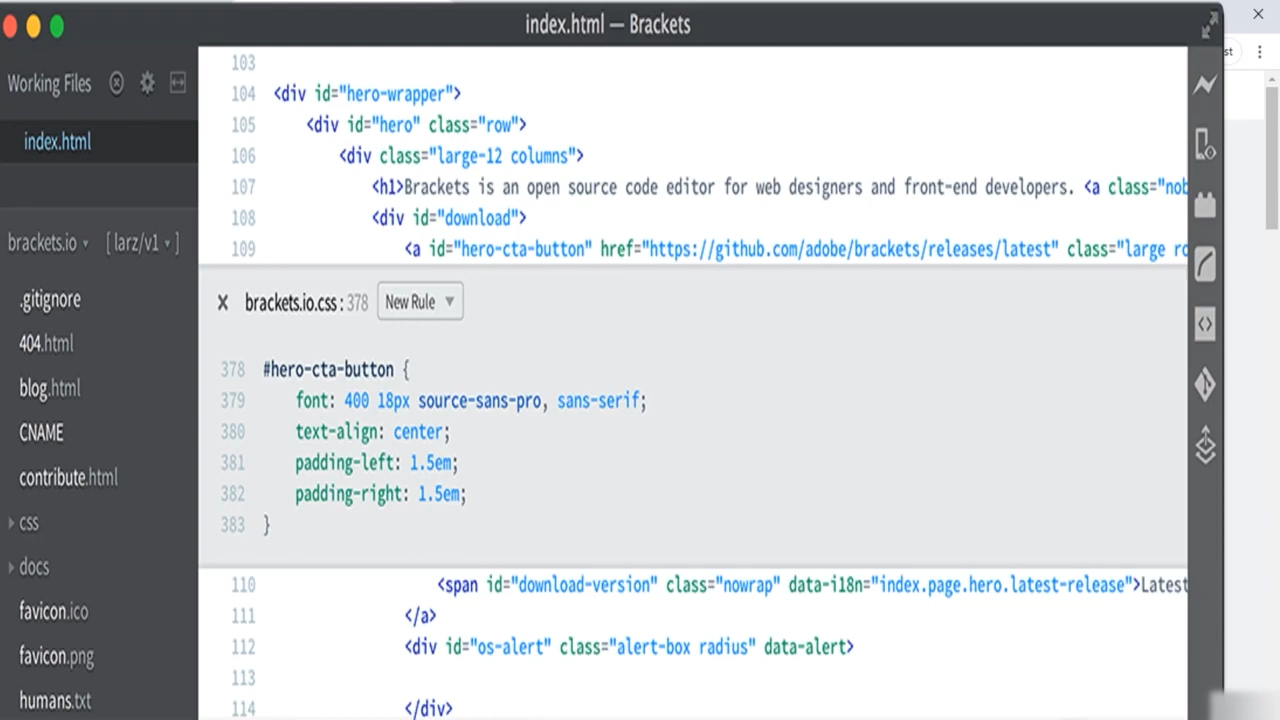 index.html — Brackets
st
Working Files
index.html
brackets.io
[ larz/v1 ]
.gitignore
404.html
blog.html
CNAME
contribute.html
css
docs
favicon.ico
favicon.png
humans.txt
103
104 <div id="hero-wrapper">
105 <div id="hero" class="row">
106 <div class="large-12 columns">
107 <h1>Brackets is an open source code editor for web designers and front-end developers. <a class="nob
108 <div id="download">
109 <a id="hero-cta-button" href="https://github.com/adobe/brackets/releases/latest" class="large ro
x brackets.io.css : 378 New Rule
378 #hero-cta-button {
379 font: 400 18px source-sans-pro, sans-serif;
380 text-align: center;
381 padding-left: 1.5em;
382 padding-right: 1.5em;
383 }
110 <span id="download-version" class="nowrap" data-i18n="index.page.hero.latest-release">Latest
111 </a>
112 <div id="os-alert" class="alert-box radius" data-alert>
113
114 </div>